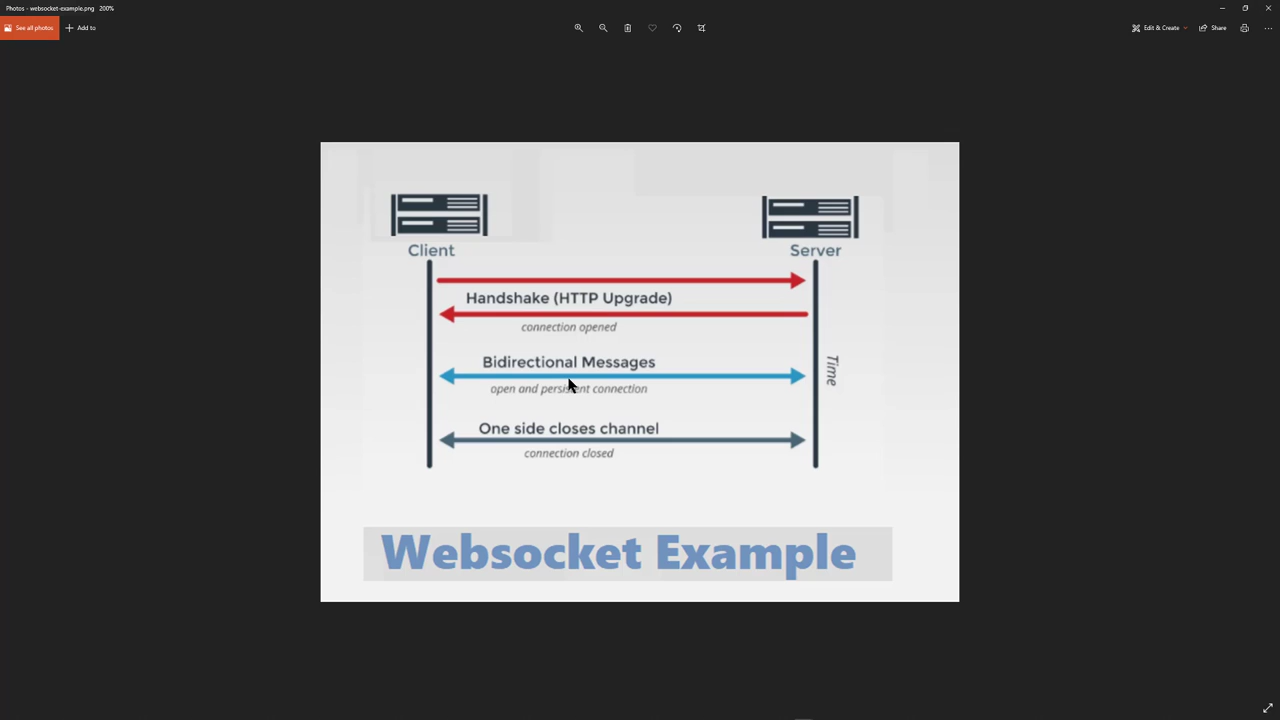 Photos - websocket-example.png 200%
See all photos
Add to
Edit & Create
Share
Client
Server
Handshake (HTTP Upgrade)
connection opened
Bidirectional Messages
open and persistent connection
Time
One side closes channel
connection closed
Websocket Example